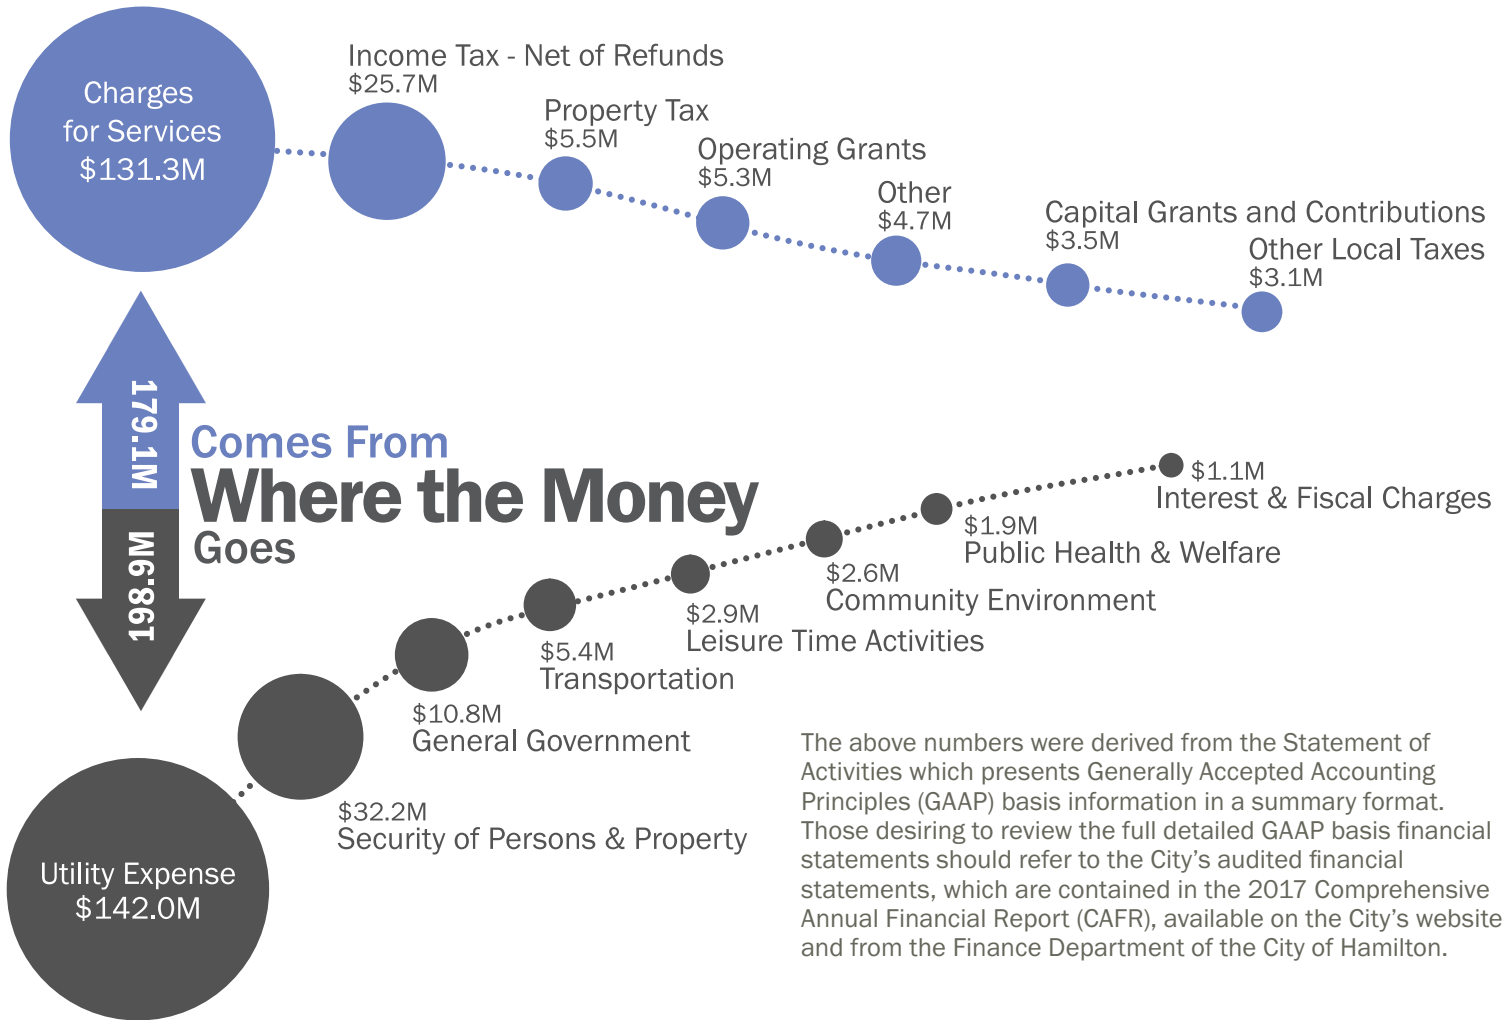 Charges
for Services
$131.3M
Income Tax - Net of Refunds
$25.7M
Property Tax
$5.5M
Operating Grants
$5.3M
Other
$4.7M
Capital Grants and Contributions
$3.5M
Other Local Taxes
$3.1M
179.1M
Comes From
Where the Money
Goes
198.9M
$1.1M
Interest & Fiscal Charges
$1.9M
Public Health & Welfare
$2.6M
Community Environment
$2.9M
Leisure Time Activities
$5.4M
Transportation
$10.8M
General Government
$32.2M
Security of Persons & Property
Utility Expense
$142.0M
The above numbers were derived from the Statement of
Activities which presents Generally Accepted Accounting
Principles (GAAP) basis information in a summary format.
Those desiring to review the full detailed GAAP basis financial
statements should refer to the City's audited financial
statements, which are contained in the 2017 Comprehensive
Annual Financial Report (CAFR), available on the City's website
and from the Finance Department of the City of Hamilton.